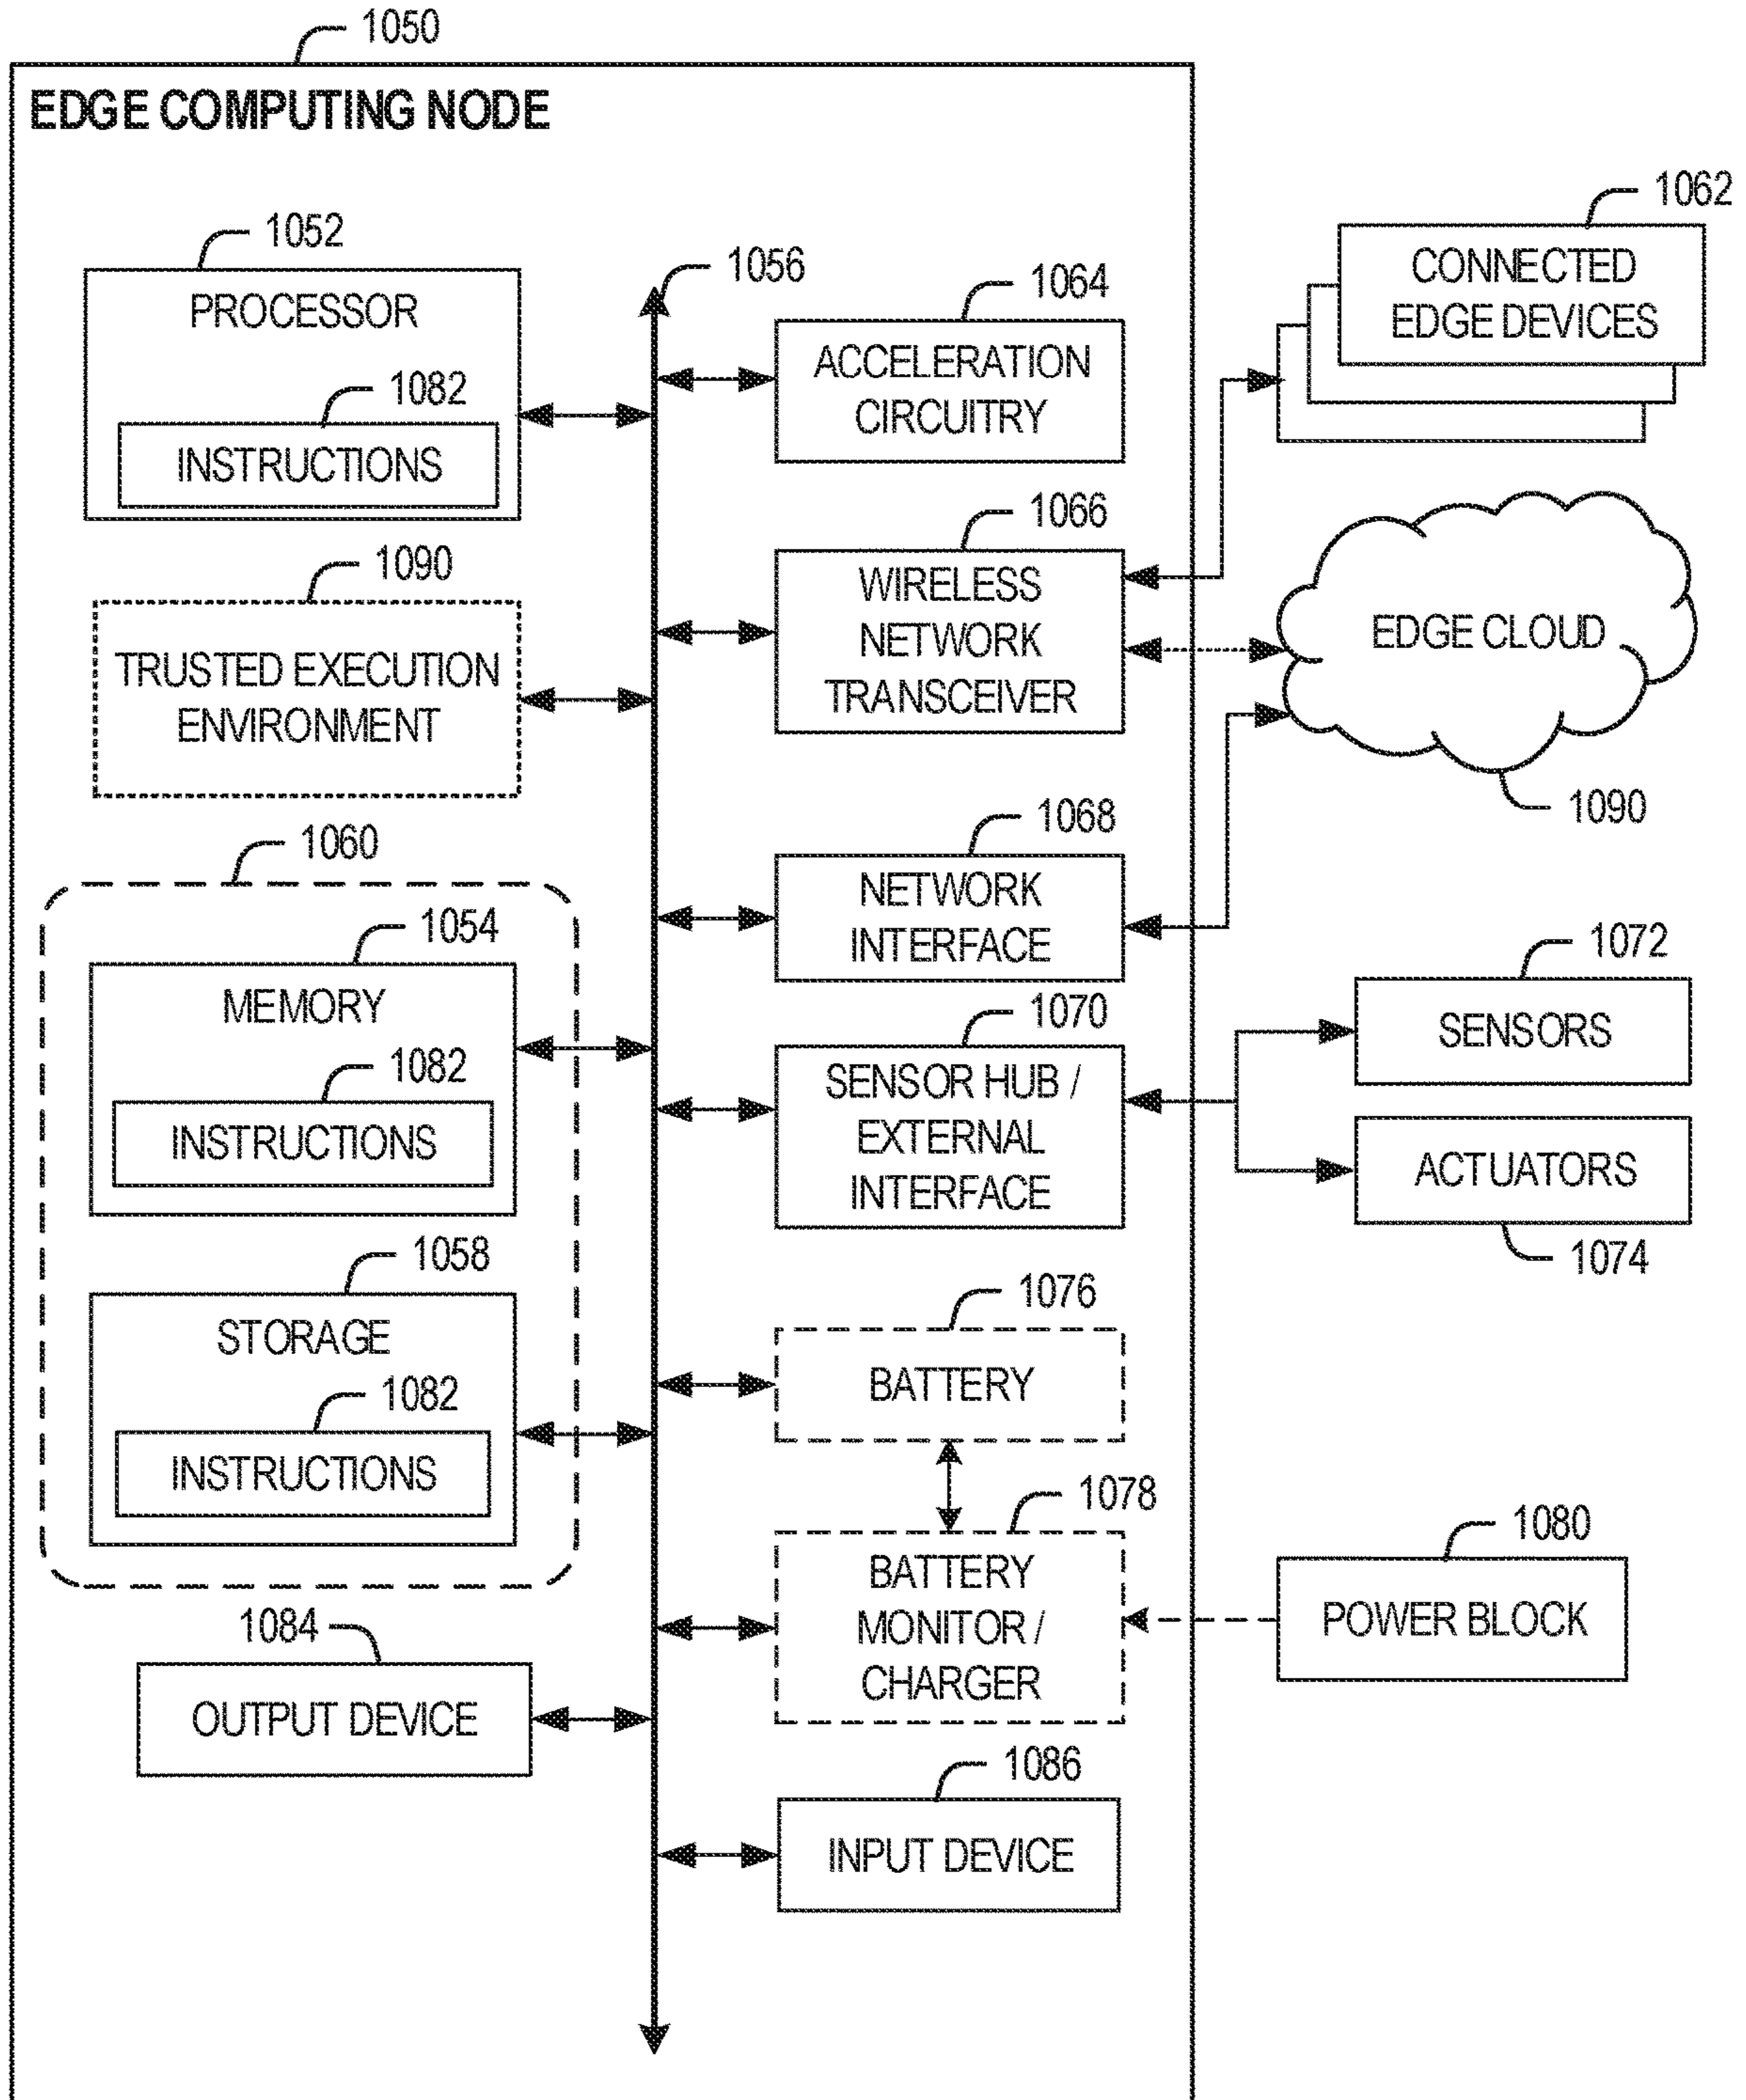 1050
EDGE COMPUTING NODE
1052
PROCESSOR
1082
INSTRUCTIONS
1090
TRUSTED EXECUTION
ENVIRONMENT
1060
1054
MEMORY
1082
INSTRUCTIONS
1058
STORAGE
1082
INSTRUCTIONS
1084
OUTPUT DEVICE
1056
1064
ACCELERATION
CIRCUITRY
1066
WIRELESS
NETWORK
TRANSCEIVER
1068
NETWORK
INTERFACE
1070
SENSOR HUB /
EXTERNAL
INTERFACE
1076
BATTERY
1078
BATTERY
MONITOR /
CHARGER
1086
INPUT DEVICE
1062
CONNECTED
EDGE DEVICES
EDGE CLOUD
1090
1072
SENSORS
ACTUATORS
1074
1080
POWER BLOCK